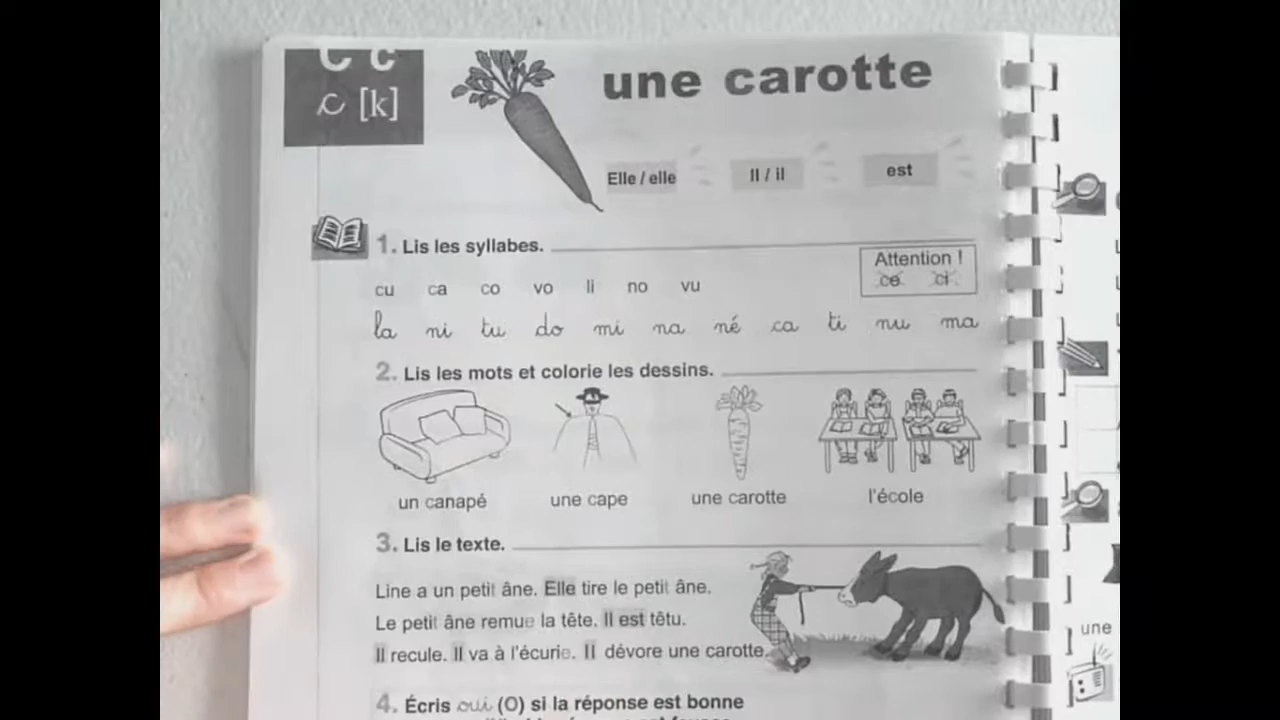 C c
c [k]
une carotte
Elle / elle
Il / il
est
1. Lis les syllabes.
Attention !
ce ci
cu ca co vo li no vu
la ni tu do mi na né ca ti nu ma
2. Lis les mots et colorie les dessins.
un canapé
une cape
une carotte
l'école
3. Lis le texte.
Line a un petit âne. Elle tire le petit âne.
Le petit âne remue la tête. Il est têtu.
Il recule. Il va à l'écurie. Il dévore une carotte.
4. Écris oui (O) si la réponse est bonne
une